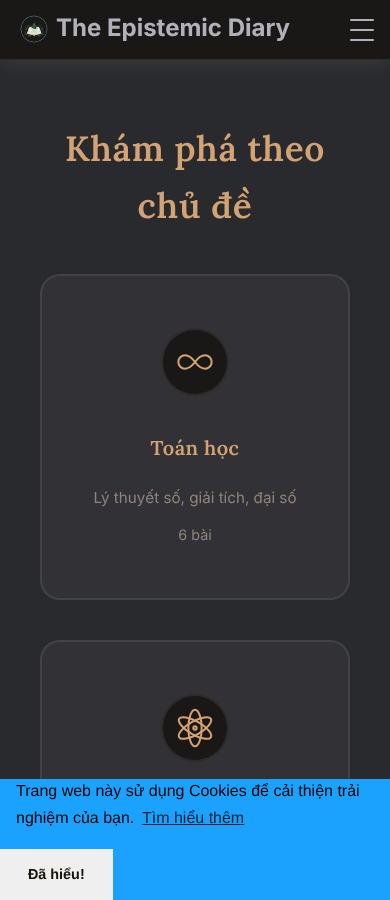 The Epistemic Diary
Khám phá theo
chủ đề
Toán học
Lý thuyết số, giải tích, đại số
6 bài
Trang web này sử dụng Cookies để cải thiện trải
nghiệm của bạn. Tìm hiểu thêm
Đã hiểu!